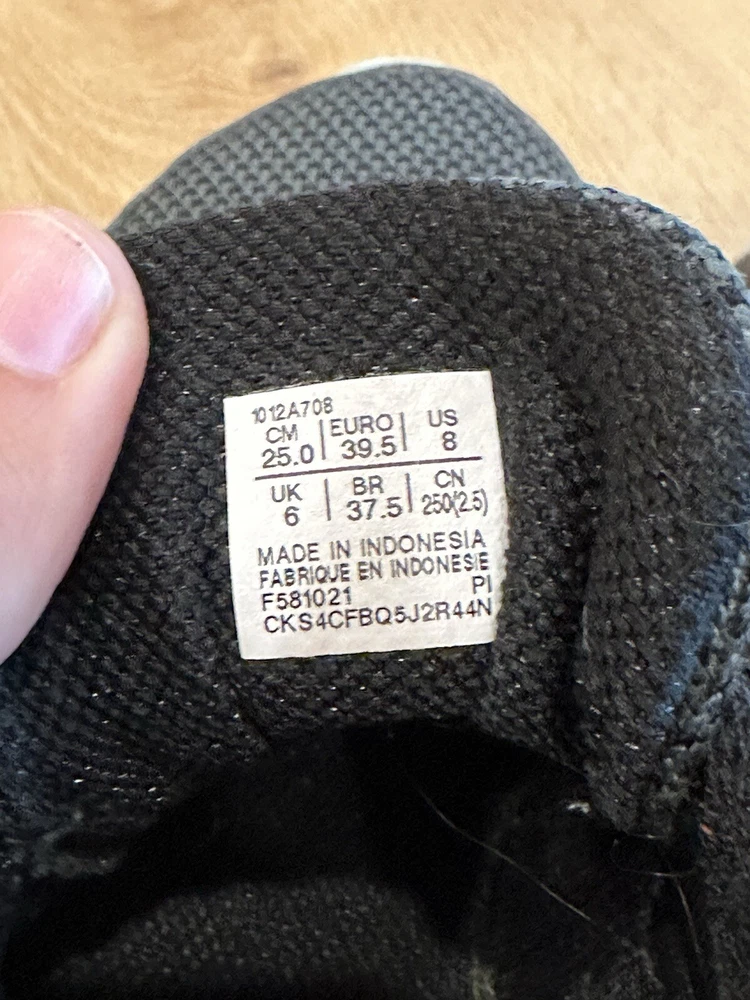 1012A708
CM | EURO | US
25.0 | 39.5 | 8
UK | BR | CN
6 | 37.5 | 250(2.5)
MADE IN INDONESIA
FABRIQUE EN INDONESIE
F581021 PI
CKS4CFBQ5J2R44N